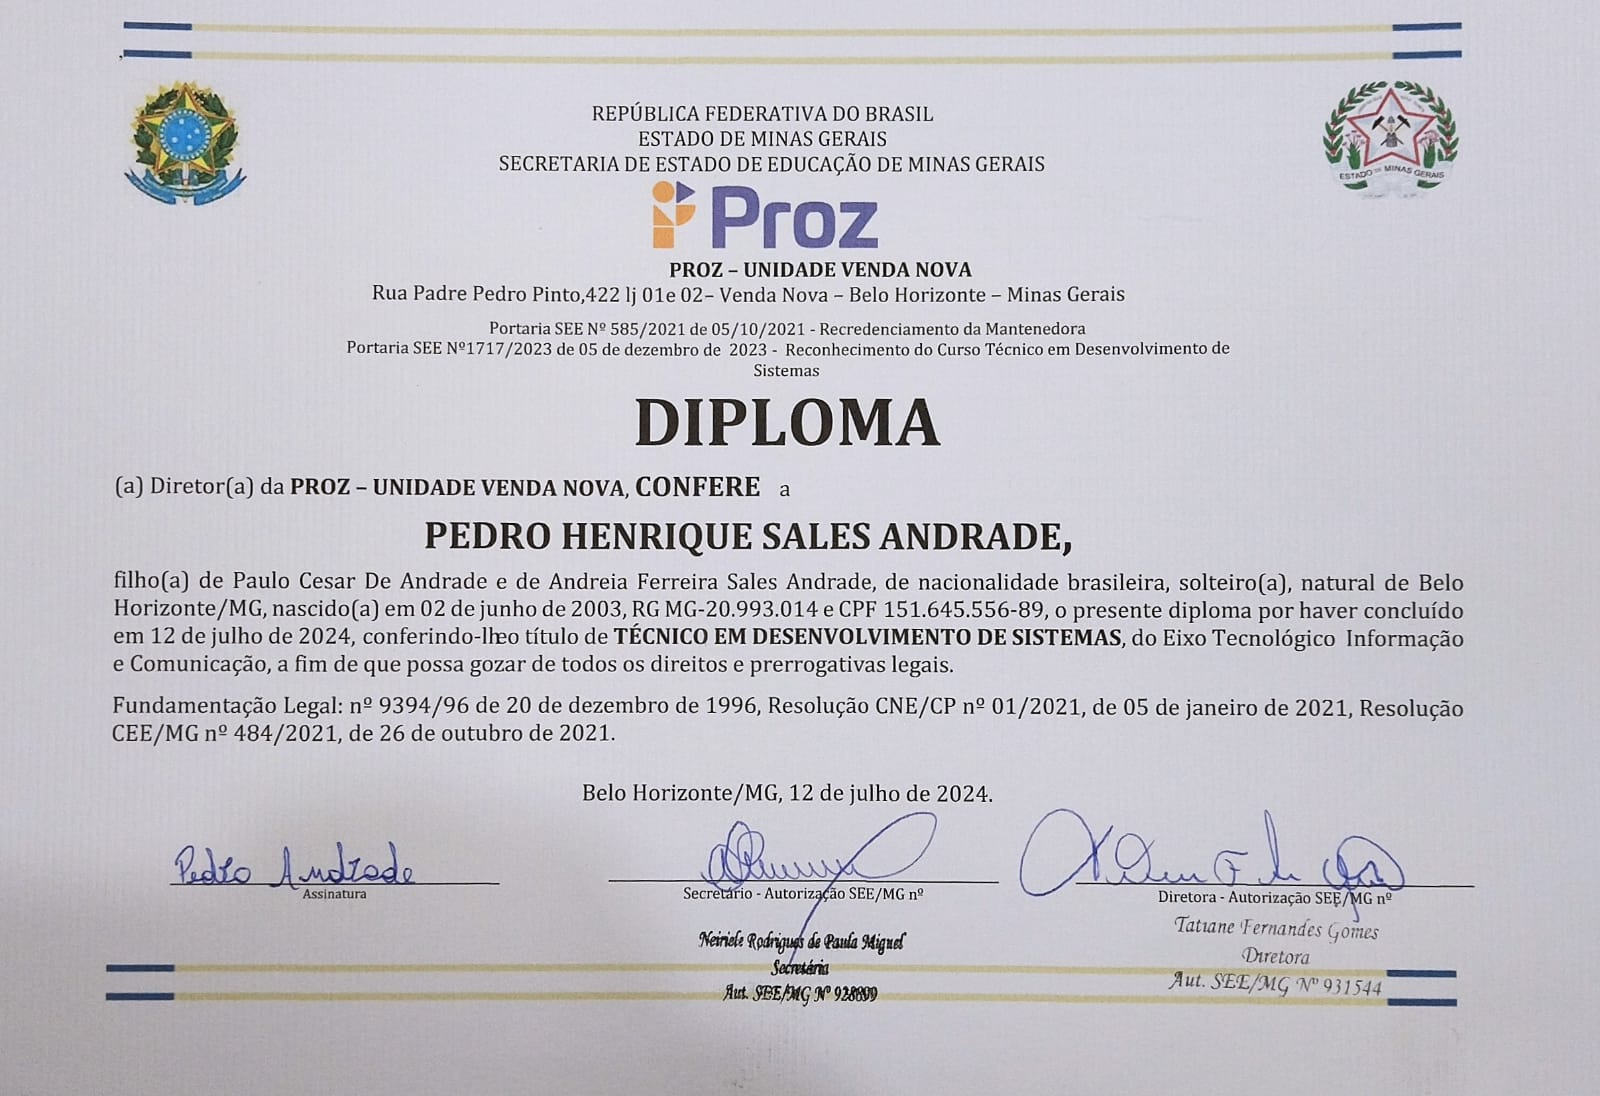 REPÚBLICA FEDERATIVA DO BRASIL
ESTADO DE MINAS GERAIS
SECRETARIA DE ESTADO DE EDUCAÇÃO DE MINAS GERAIS
ESTADO DE MINAS GERAIS
Proz
PROZ – UNIDADE VENDA NOVA
Rua Padre Pedro Pinto,422 lj 01e 02– Venda Nova – Belo Horizonte – Minas Gerais
Portaria SEE Nº 585/2021 de 05/10/2021 - Recredenciamento da Mantenedora
Portaria SEE Nº1717/2023 de 05 de dezembro de 2023 - Reconhecimento do Curso Técnico em Desenvolvimento de
Sistemas
DIPLOMA
(a) Diretor(a) da PROZ – UNIDADE VENDA NOVA, CONFERE a
PEDRO HENRIQUE SALES ANDRADE,
filho(a) de Paulo Cesar De Andrade e de Andreia Ferreira Sales Andrade, de nacionalidade brasileira, solteiro(a), natural de Belo
Horizonte/MG, nascido(a) em 02 de junho de 2003, RG MG-20.993.014 e CPF 151.645.556-89, o presente diploma por haver concluído
em 12 de julho de 2024, conferindo-lheo título de TÉCNICO EM DESENVOLVIMENTO DE SISTEMAS, do Eixo Tecnológico Informação
e Comunicação, a fim de que possa gozar de todos os direitos e prerrogativas legais.
Fundamentação Legal: nº 9394/96 de 20 de dezembro de 1996, Resolução CNE/CP nº 01/2021, de 05 de janeiro de 2021, Resolução
CEE/MG nº 484/2021, de 26 de outubro de 2021.
Belo Horizonte/MG, 12 de julho de 2024.
Pedro Andrade
Assinatura
Secretário - Autorização SEE/MG nº
Diretora - Autorização SEE/MG nº
Neiriele Rodrigues de Paula Miguel
Secretária
Aut. SEE/MG Nº
Tatiane Fernandes Gomes
Diretora
Aut. SEE/MG Nº 931544